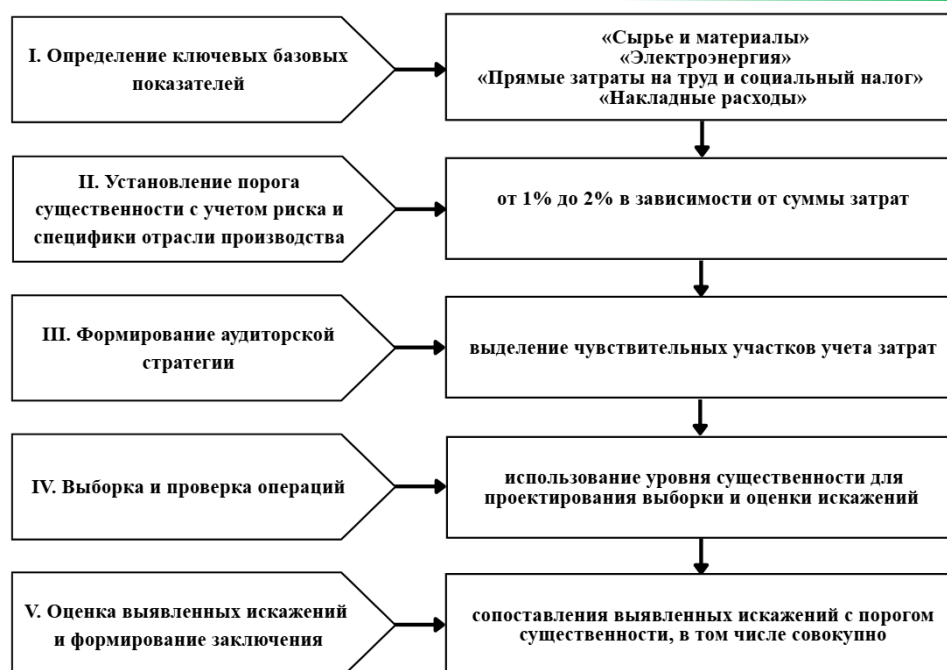 I. Определение ключевых базовых
показателей
«Сырье и материалы»
«Электроэнергия»
«Прямые затраты на труд и социальный налог»
«Накладные расходы»
II. Установление порога
существенности с учетом риска и
специфики отрасли производства
от 1% до 2% в зависимости от суммы затрат
III. Формирование аудиторской
стратегии
выделение чувствительных участков учета затрат
IV. Выборка и проверка операций
использование уровня существенности для
проектирования выборки и оценки искажений
V. Оценка выявленных искажений
и формирование заключения
сопоставления выявленных искажений с порогом
существенности, в том числе совокупно